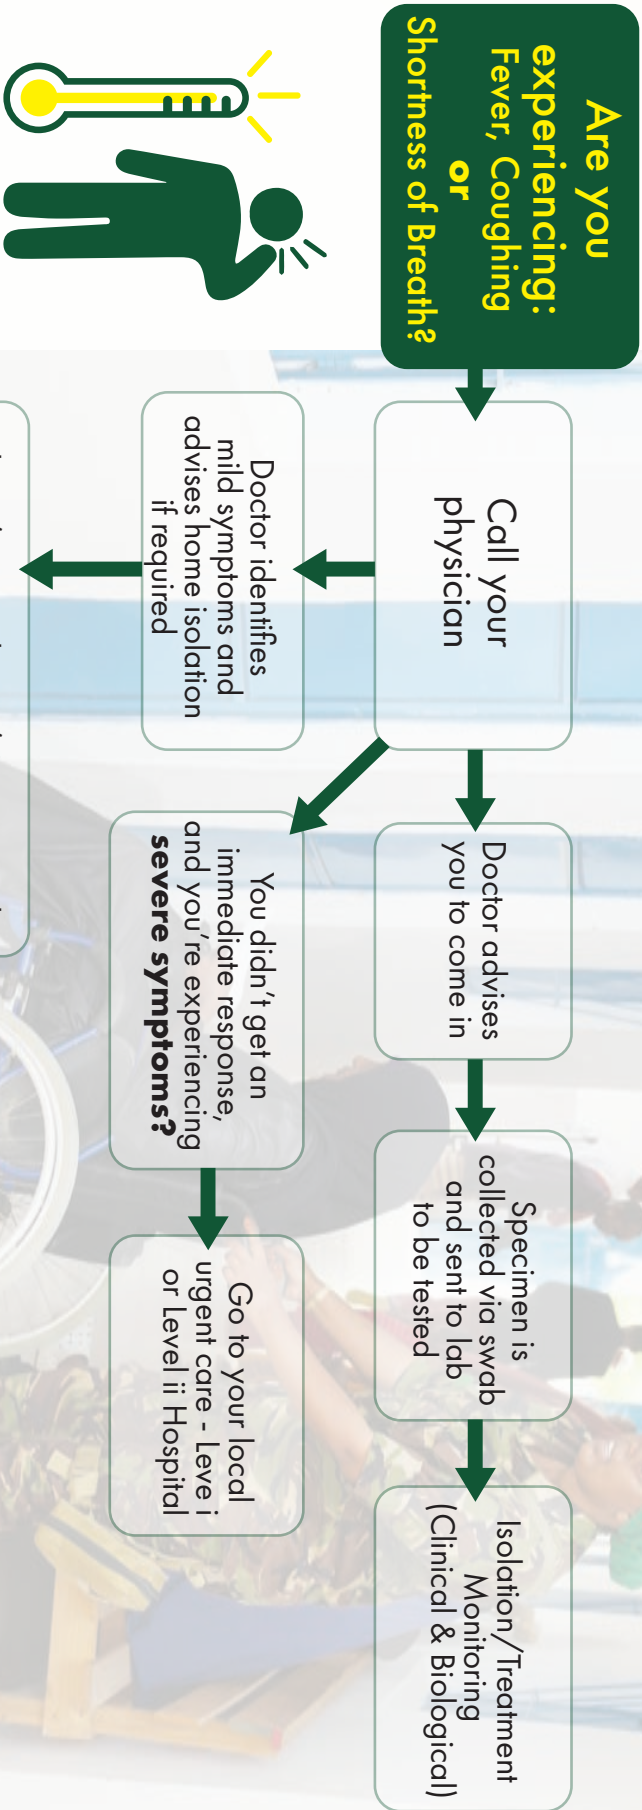 Are you
experiencing:
Fever, Coughing
or
Shortness of Breath?
Call your
physician
Doctor advises
you to come in
Specimen is
collected via swab
and sent to lab
to be tested
Isolation/Treatment
Monitoring
(Clinical & Biological)
Doctor identifies
mild symptoms and
advises home isolation
if required
You didn't get an
immediate response,
and you're experiencing
severe symptoms?
Go to your local
urgent care - Leve i
or Level ii Hospital